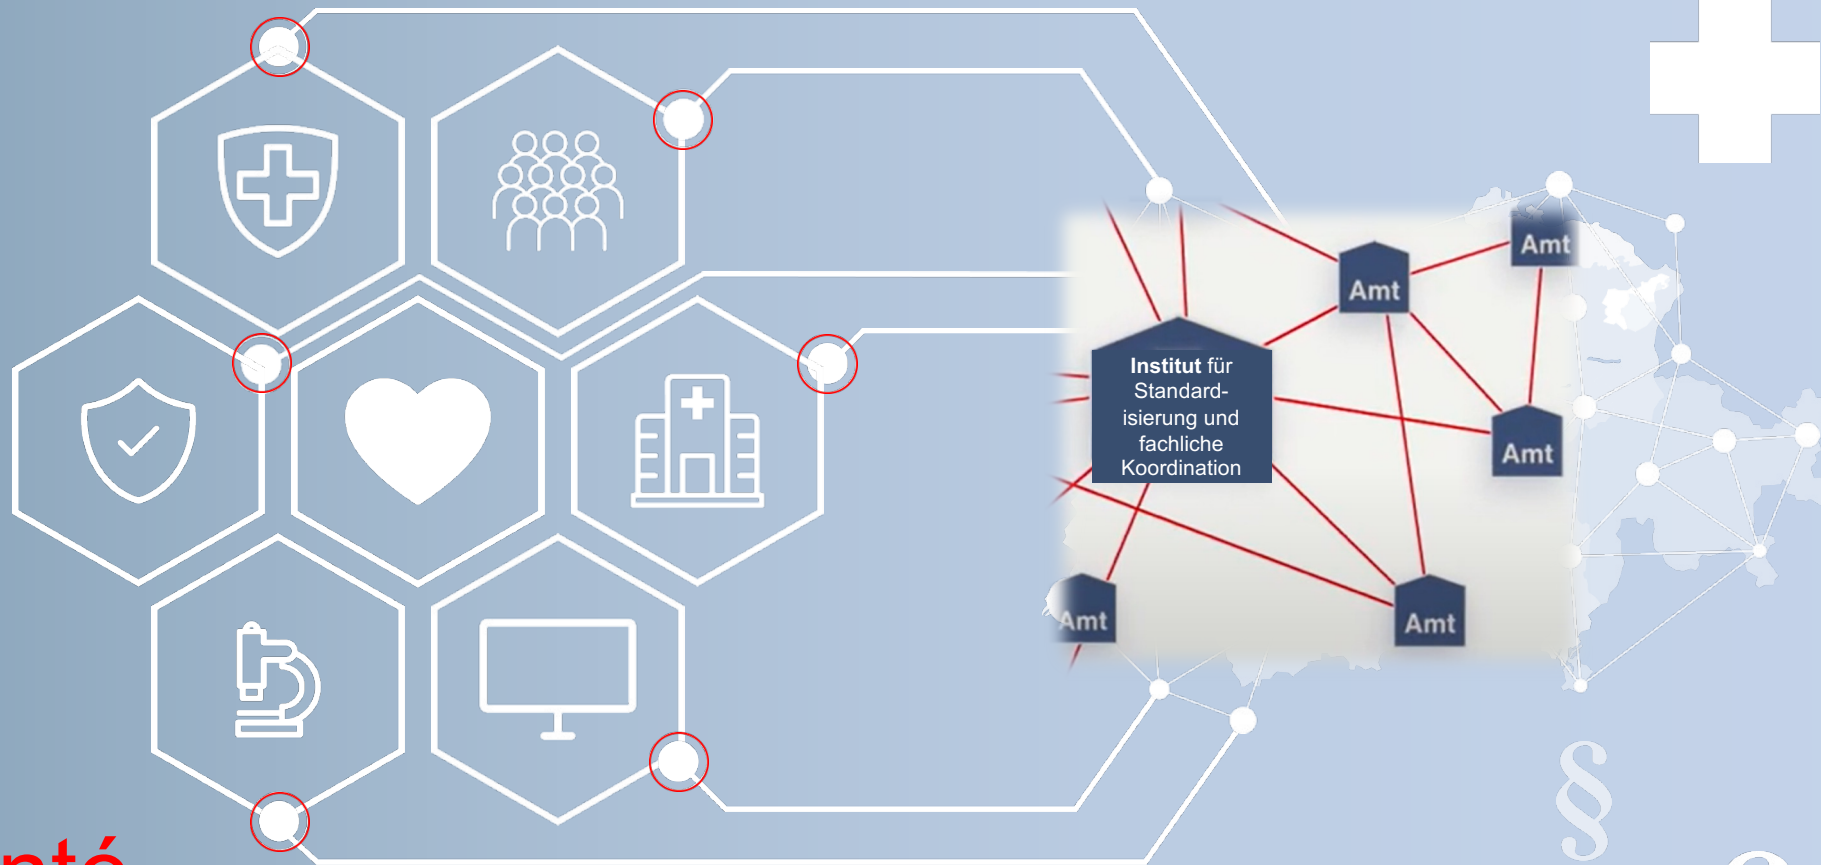 Amt
Amt
Institut für
Standard-
isierung und
fachliche
Koordination
Amt
Amt
Amt
§